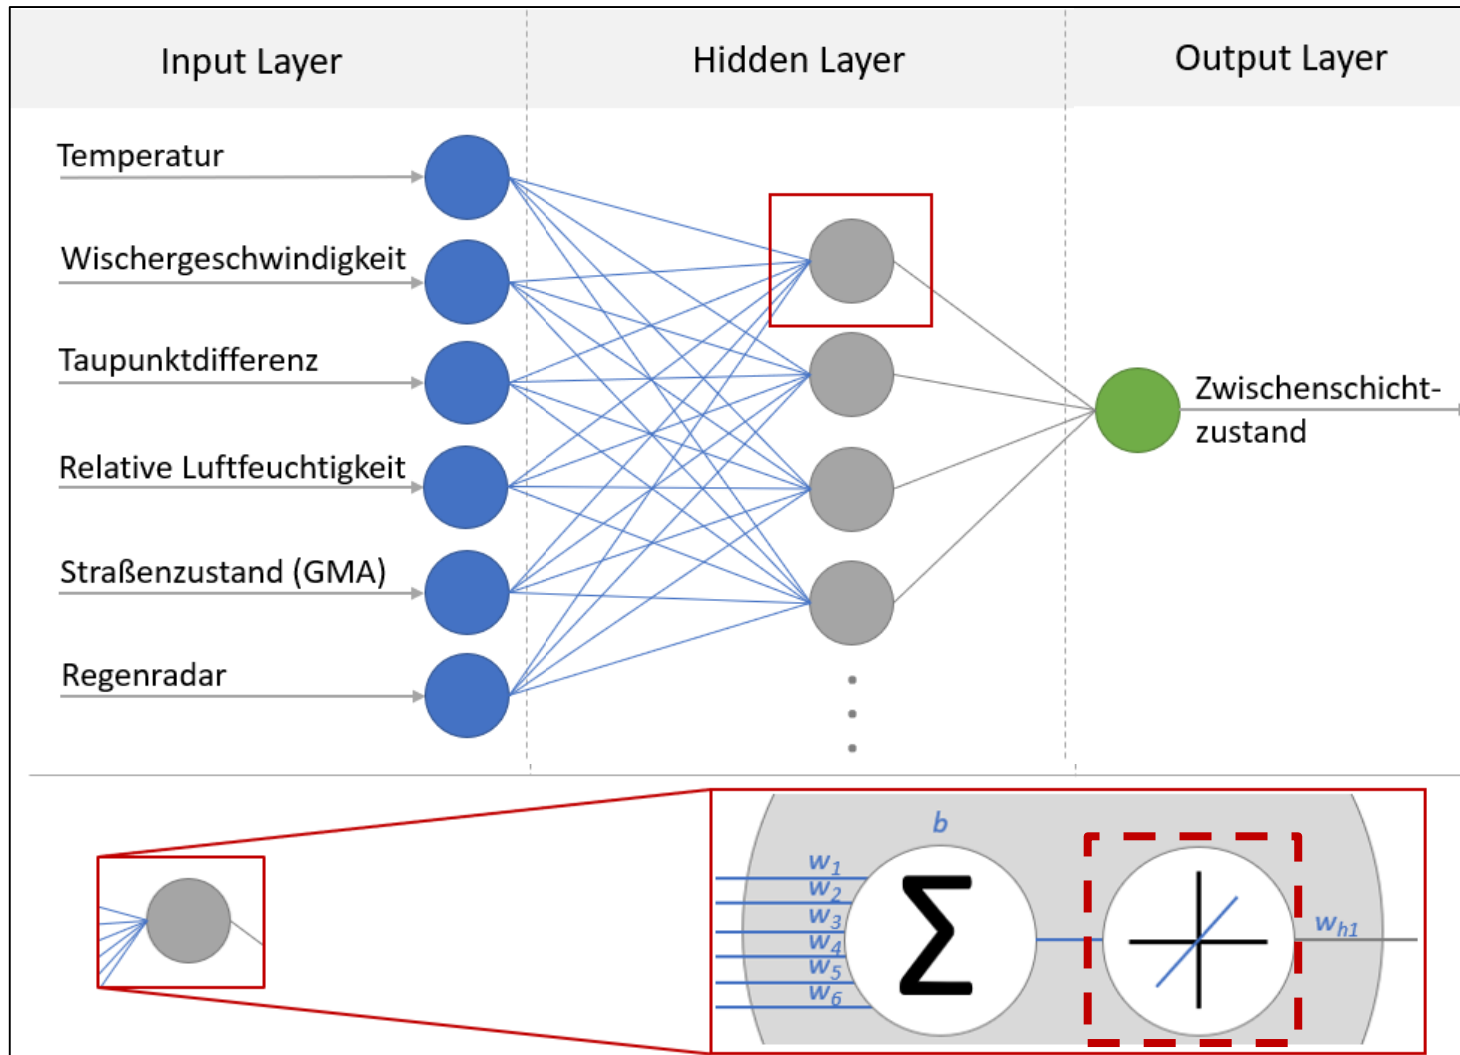 Input Layer
Hidden Layer
Output Layer
Temperatur
Wischergeschwindigkeit
Taupunktdifferenz
Relative Luftfeuchtigkeit
Straßenzustand (GMA)
Regenradar
Zwischenschicht-
zustand
b
w1
w2
w3
w4
w5
w6
Σ
wh1